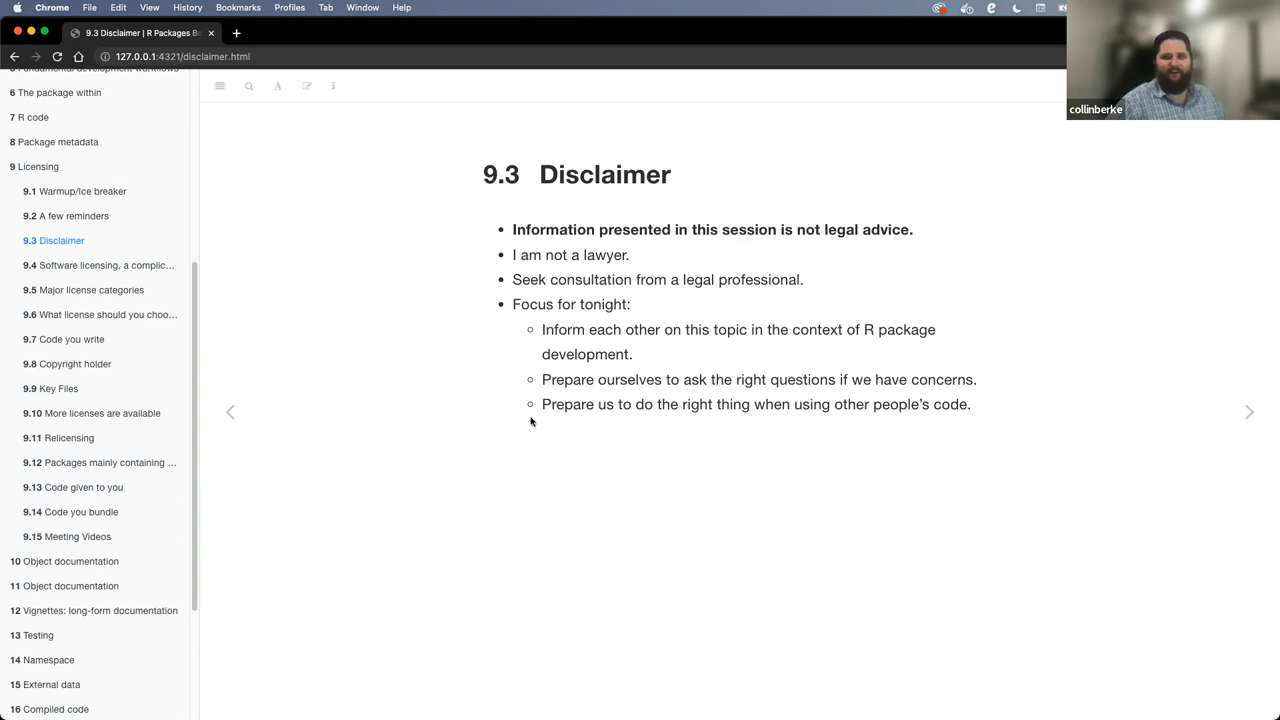 Chrome File Edit View History Bookmarks Profiles Tab Window Help
9.3 Disclaimer | R Packages Bo
127.0.0.1:4321/disclaimer.html
collinberke
6 The package within
7 R code
8 Package metadata
9 Licensing
9.1 Warmup/Ice breaker
9.2 A few reminders
9.3 Disclaimer
9.4 Software licensing, a complic…
9.5 Major license categories
9.6 What license should you choo…
9.7 Code you write
9.8 Copyright holder
9.9 Key Files
9.10 More licenses are available
9.11 Relicensing
9.12 Packages mainly containing …
9.13 Code given to you
9.14 Code you bundle
9.15 Meeting Videos
10 Object documentation
11 Object documentation
12 Vignettes: long-form documentation
13 Testing
14 Namespace
15 External data
16 Compiled code
9.3 Disclaimer
• Information presented in this session is not legal advice.
• I am not a lawyer.
• Seek consultation from a legal professional.
• Focus for tonight:
◦ Inform each other on this topic in the context of R package
development.
◦ Prepare ourselves to ask the right questions if we have concerns.
◦ Prepare us to do the right thing when using other people's code.